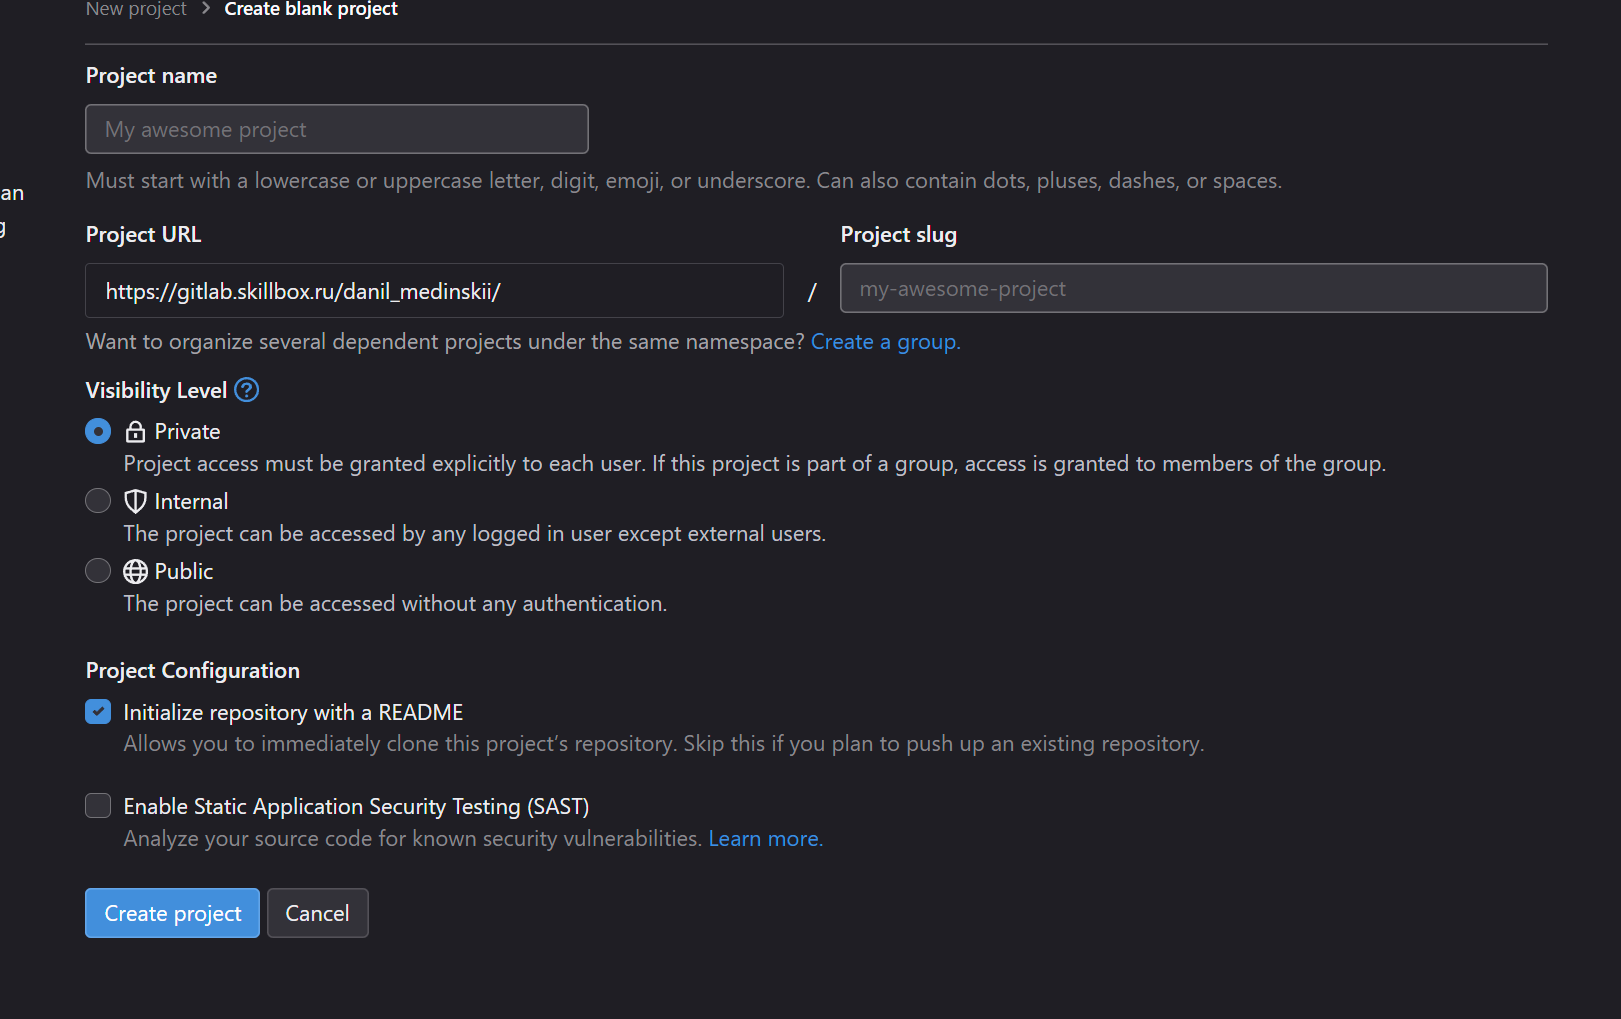 New project > Create blank project
Project name
My awesome project
Must start with a lowercase or uppercase letter, digit, emoji, or underscore. Can also contain dots, pluses, dashes, or spaces.
an
g
Project URL
Project slug
https://gitlab.skillbox.ru/danil_medinskii/
/
my-awesome-project
Want to organize several dependent projects under the same namespace? Create a group.
Visibility Level ?
Private
Project access must be granted explicitly to each user. If this project is part of a group, access is granted to members of the group.
Internal
The project can be accessed by any logged in user except external users.
Public
The project can be accessed without any authentication.
Project Configuration
Initialize repository with a README
Allows you to immediately clone this project’s repository. Skip this if you plan to push up an existing repository.
Enable Static Application Security Testing (SAST)
Analyze your source code for known security vulnerabilities. Learn more.
Create project
Cancel